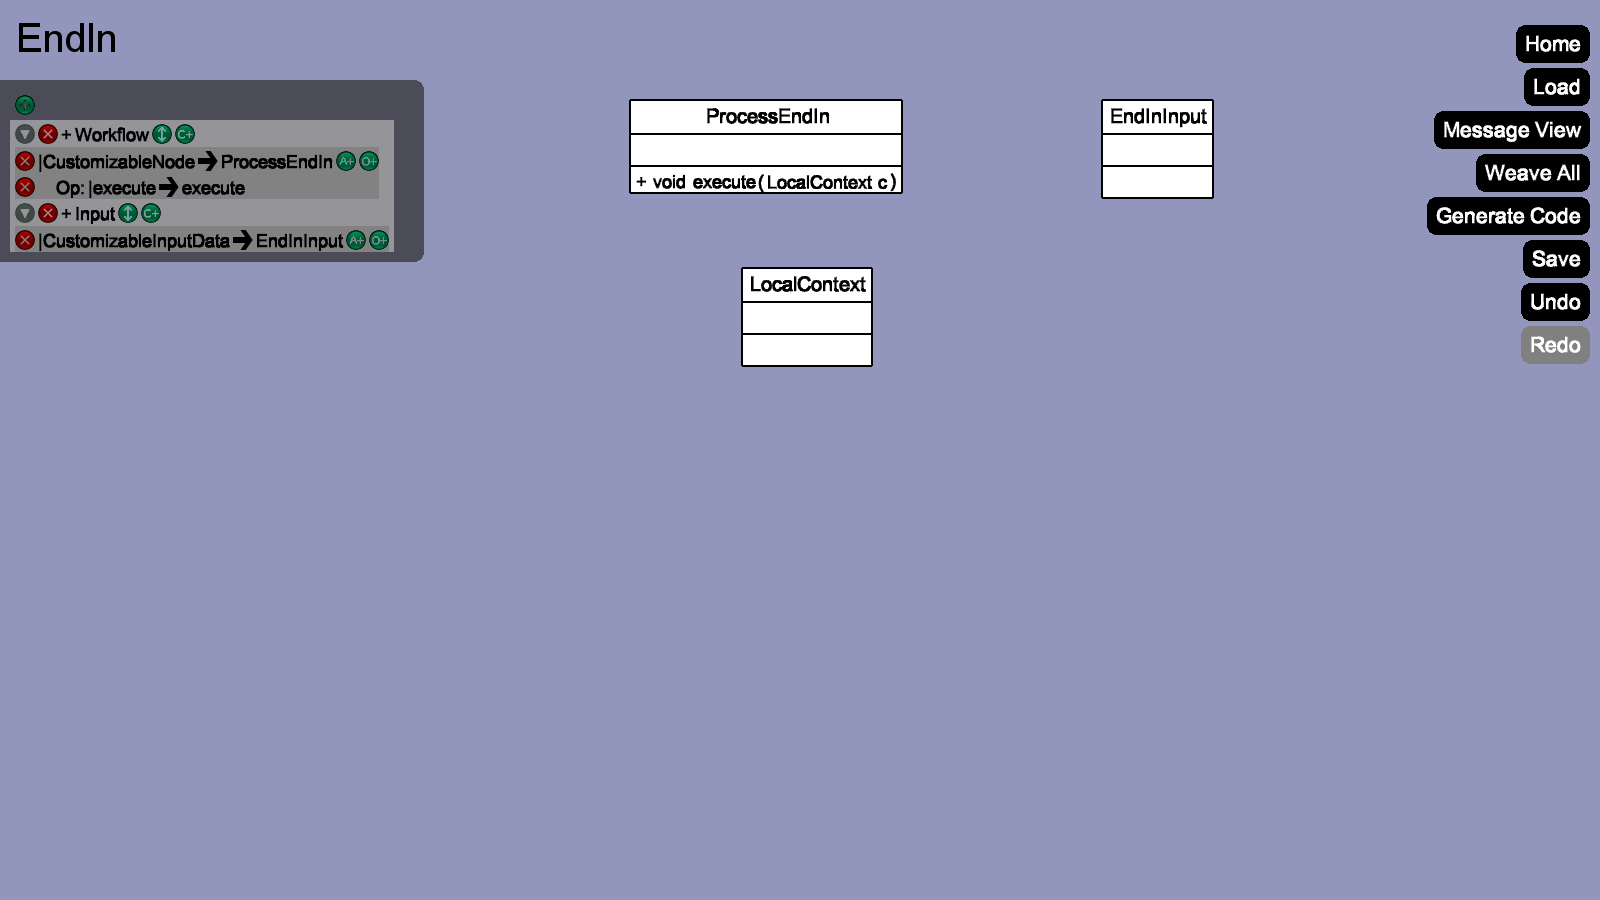 EndIn
+ Workflow C+
|CustomizableNode ➔ ProcessEndIn A+ O+
Op: |execute ➔ execute
+ Input C+
|CustomizableInputData ➔ EndInInput A+ O+
ProcessEndIn
+ void execute(LocalContext c)
EndInInput
LocalContext
Home
Load
Message View
Weave All
Generate Code
Save
Undo
Redo